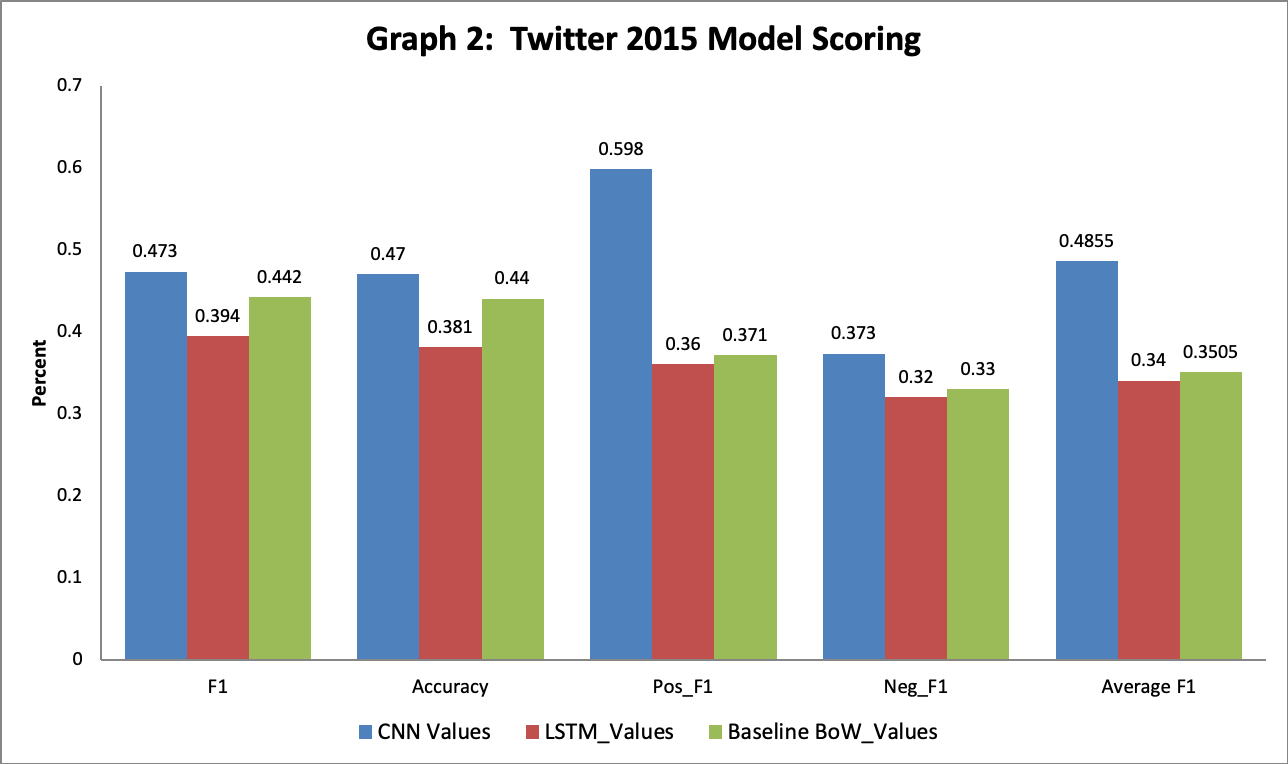 Graph 2:  Twitter 2015 Model Scoring
0.7
0.6
0.5
0.4
0.3
0.2
0.1
0
Percent
0.473
0.394
0.442
0.47
0.381
0.44
0.598
0.36
0.371
0.373
0.32
0.33
0.4855
0.34
0.3505
F1
Accuracy
Pos_F1
Neg_F1
Average F1
CNN Values
LSTM_Values
Baseline BoW_Values